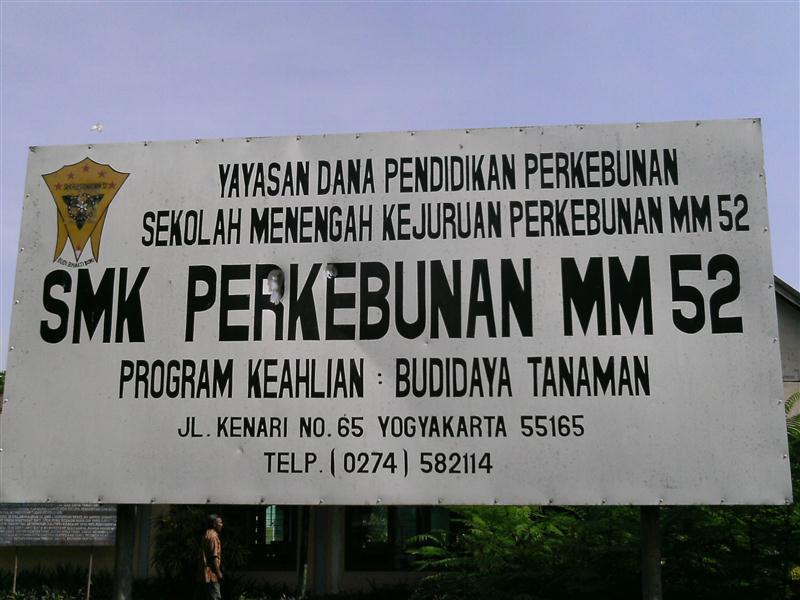 YAYASAN DANA PENDIDIKAN PERKEBUNAN
SEKOLAH MENENGAH KEJURUAN PERKEBUNAN MM 52
SMK PERKEBUNAN MM 52
PROGRAM KEAHLIAN : BUDIDAYA TANAMAN
JL. KENARI NO. 65 YOGYAKARTA 55165
TELP. (0274) 582114